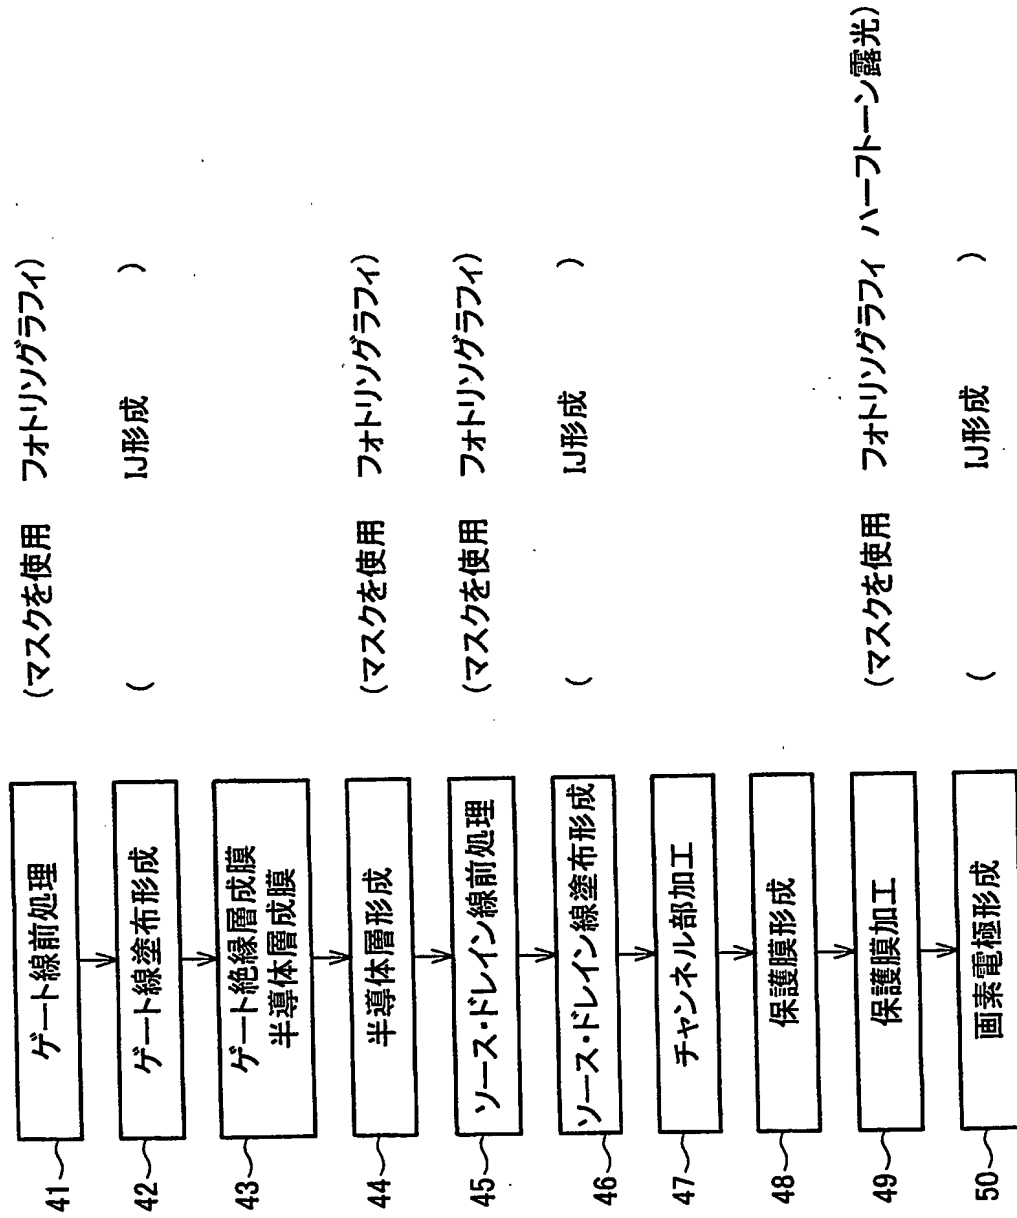 41 ゲート線前処理 (マスクを使用 フォトリソグラフィ)
42 ゲート線塗布形成 ( IJ形成 )
43 ゲート絶縁層成膜
半導体層成膜
44 半導体層形成 (マスクを使用 フォトリソグラフィ)
45 ソース・ドレイン線前処理 (マスクを使用 フォトリソグラフィ)
46 ソース・ドレイン線塗布形成 ( IJ形成 )
47 チャンネル部加工
48 保護膜形成
49 保護膜加工 (マスクを使用 フォトリソグラフィ ハーフトーン露光)
50 画素電極形成 ( IJ形成 )